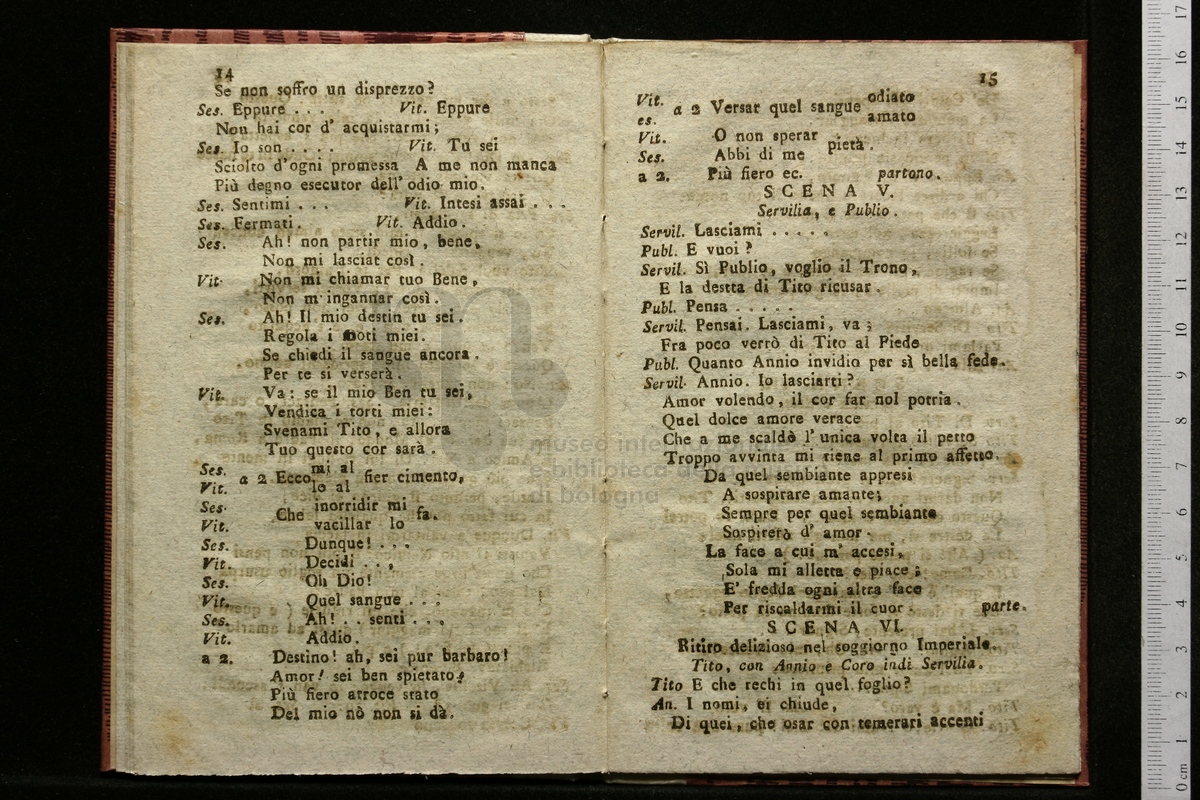 14
Se non soffro un disprezzo?
Ses. Eppure . . . Vit. Eppure
Non hai cor d' acquistarmi;
Ses. Io son . . . . Vit. Tu sei
Sciolto d'ogni promessa A me non manca
Più degno esecutor dell' odio mio.
Ses. Sentimi . . . Vit. Intesi assai . . .
Ses. Fermati. Vit. Addio.
Ses. Ah! non partir mio, bene,
Non mi lasciat così.
Vit. Non mi chiamar tuo Bene,
Non m'ingannar così.
Ses. Ah! Il mio destin tu sei.
Regola i moti miei.
Se chiedi il sangue ancora.
Per te si verserà.
Vit. Va: se il mio Ben tu sei,
Vendica i torti miei:
Svenami Tito, e allora
Tuo questo cor sarà.
Ses. mi al
a 2 Ecco fier cimento,
Vit. lo al
Ses. inorridir mi
Che fa.
Vit. vacillar lo
Ses. Dunque! . . .
Vit. Decidi . . ,
Ses. Oh Dio!
Vit. Quel sangue . . .
Ses. Ah! . . senti . . .
Vit. Addio.
a 2. Destino! ah, sei pur barbaro!
Amor! sei ben spietato!
Più fiero atroce stato
Del mio nò non si dà.
15
Vit. odiato
a 2 Versar quel sangue
es. amato
Vit. O non sperar
pietà.
Ses. Abbi di me
a 2. Più fiero ec. partono.
SCENA V.
Servilia, e Publio.
Servil. Lasciami . . . . .
Publ. E vuoi?
Servil. Sì Publio, voglio il Trono,
E la destta di Tito ricusar.
Publ. Pensa . . . . .
Servil. Pensai. Lasciami, va;
Fra poco verrò di Tito al Piede
Publ. Quanto Annio invidio per sì bella fede.
Servil. Annio. Io lasciarti?
Amor volendo, il cor far nol potria.
Quel dolce amore verace
Che a me scaldò l' unica volta il petto
Troppo avvinta mi tiene al primo affetto.
Da quel sembiante appresi
A sospirare amante;
Sempre per quel sembiante
Sospirerò d' amor.
La face a cui m' accesi,
Sola mi alletta e piace;
E' fredda ogni altra face
Per riscaldarmi il cuor. parte.
SCENA VI.
Ritiro delizioso nel soggiorno Imperiale.
Tito, con Annio e Coro indi Servilia.
Tito E che rechi in quel foglio?
An. I nomi, ei chiude,
Di quei, che osar con temerari accenti